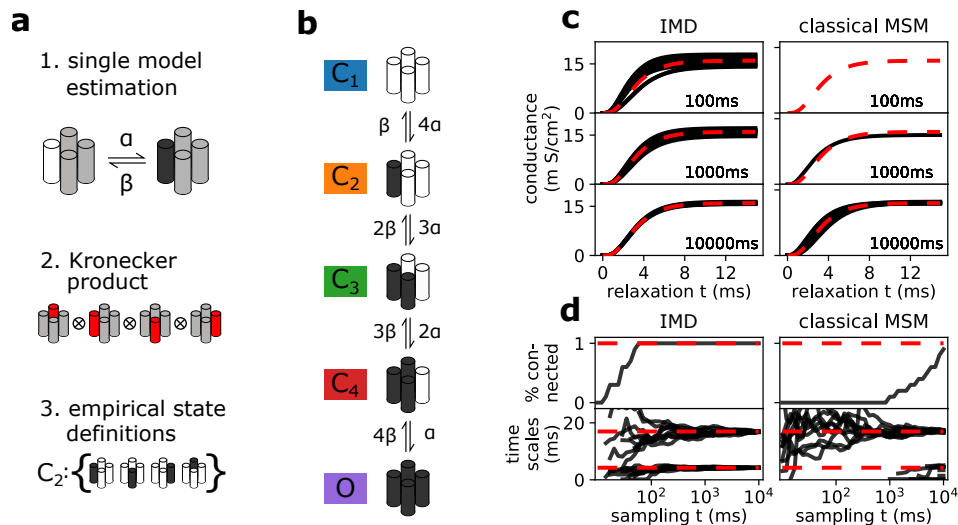 a
1. single model
estimation
α
β
2. Kronecker
product
⊗ ⊗ ⊗
3. empirical state
definitions
C₂:{ }
b
C₁
β 4α
C₂
2β 3α
C₃
3β 2α
C₄
4β α
O
c
IMD classical MSM
conductance
(m S/cm²)
15
0
100ms 100ms
15
0
1000ms 1000ms
15
0
10000ms 10000ms
0 4 8 12 0 4 8 12
relaxation t (ms) relaxation t (ms)
d
IMD classical MSM
% con-
nected
1
0
time
scales
(ms)
20
0
10² 10³ 10⁴ 10² 10³ 10⁴
sampling t (ms) sampling t (ms)